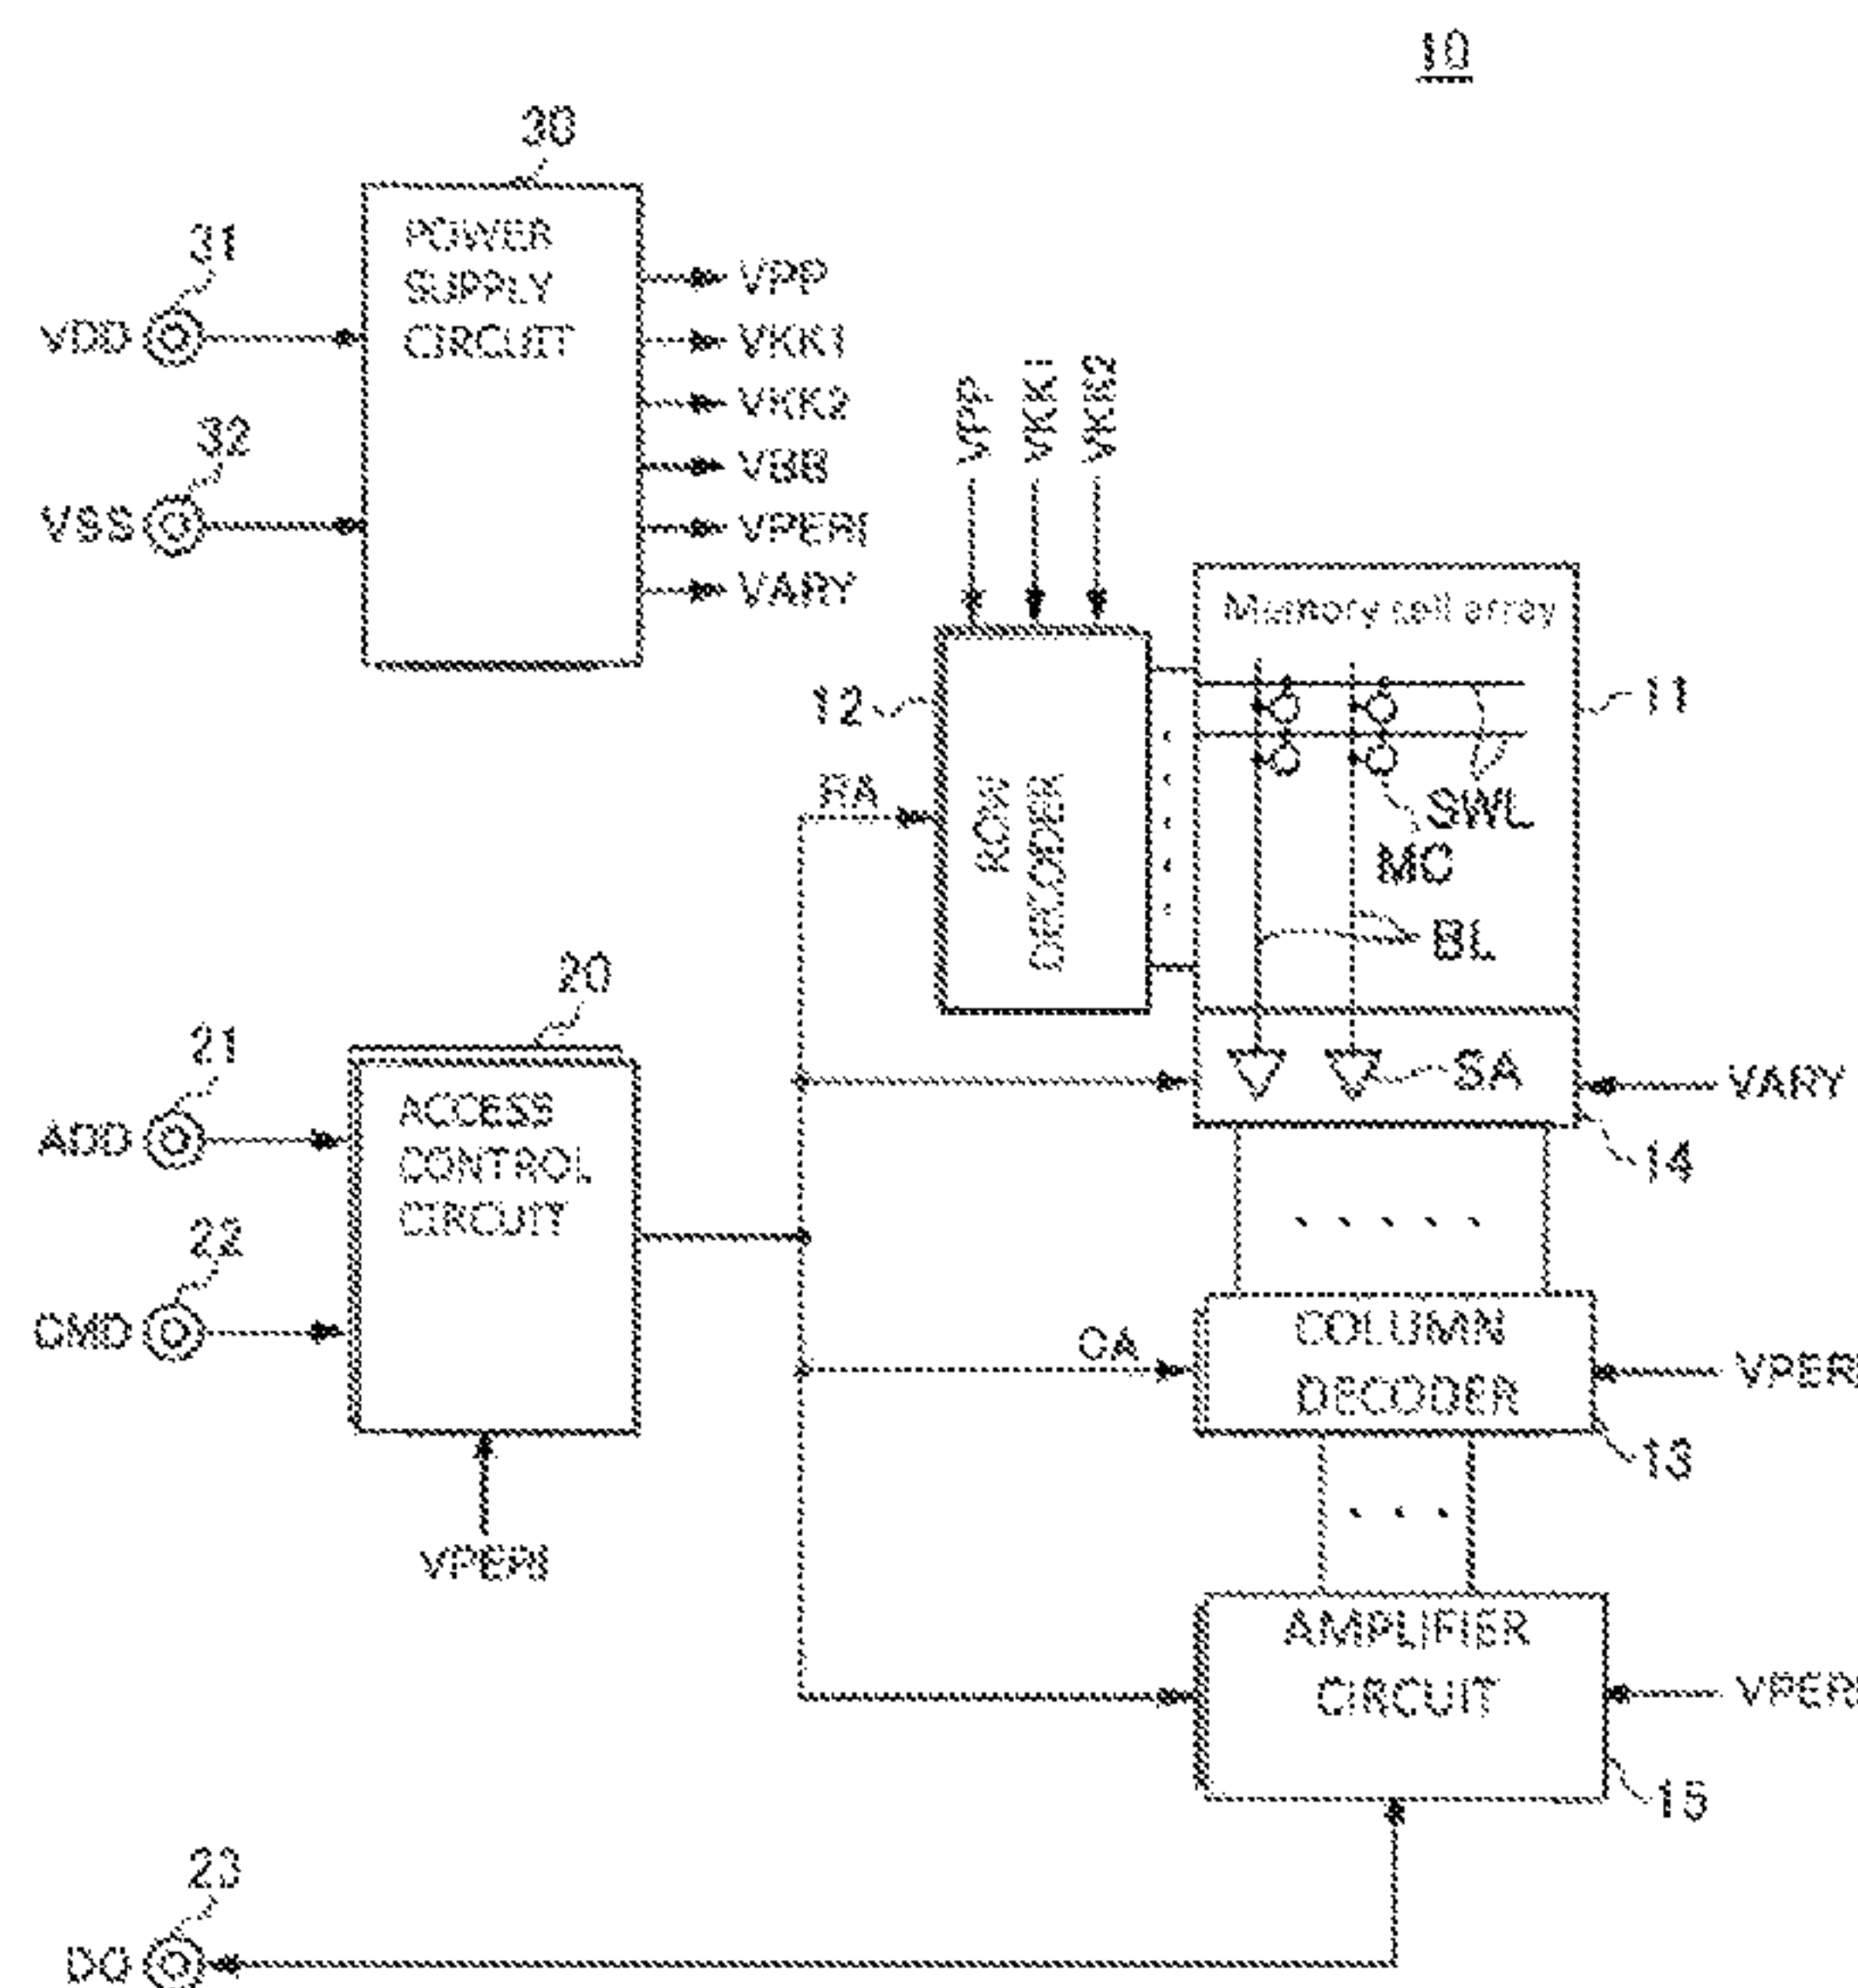 10
30
POWER
SUPPLY
CIRCUIT
31
VDD
32
VSS
VPP
VKK1
VKK2
VBB
VPERI
VARY
VPP
VKK1
VKK2
Memory cell array
12
11
RA
ROW
DECODER
SWL
MC
BL
SA
VARY
14
20
21
ADD
ACCESS
CONTROL
CIRCUIT
22
CMD
VPERI
CA
COLUMN
DECODER
VPERI
13
AMPLIFIER
CIRCUIT
VPERI
15
23
DQ